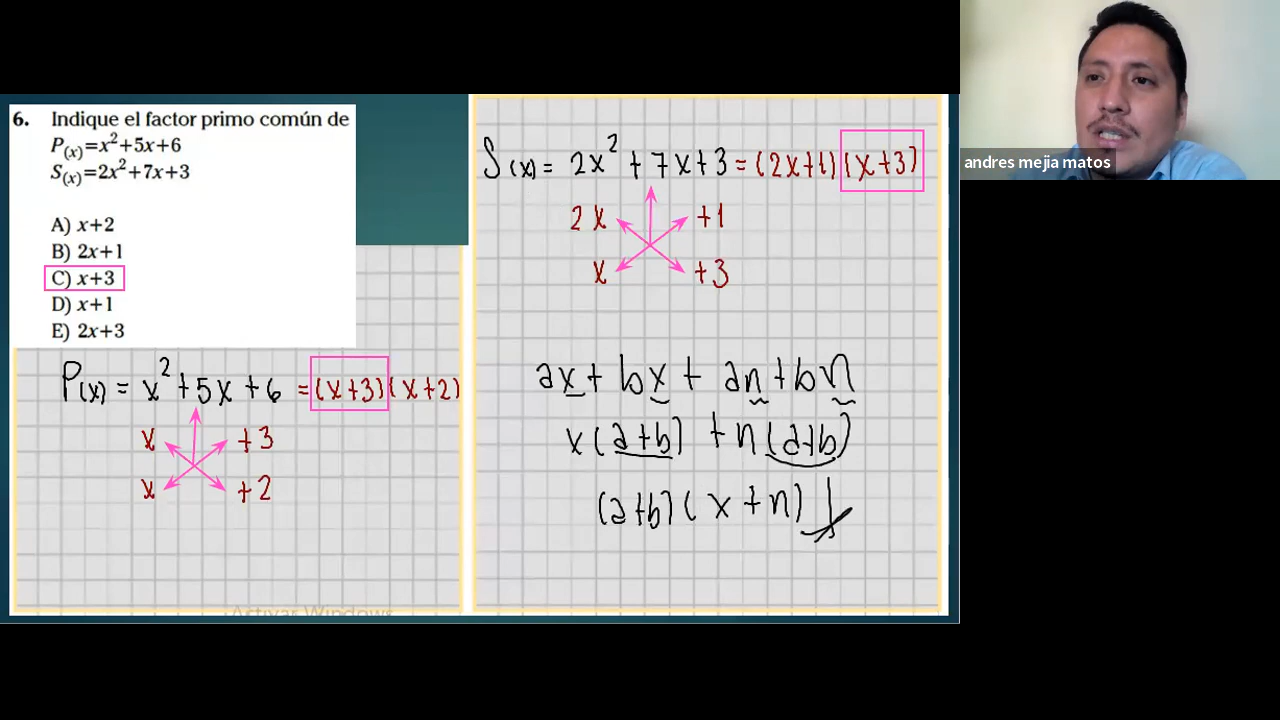 6. Indique el factor primo común de
P(x)=x²+5x+6
S(x)=2x²+7x+3
A) x+2
B) 2x+1
C) x+3
D) x+1
E) 2x+3
P(x) = x² + 5x + 6 = (x+3)(x+2)
x +3
x +2
Activar Windows
S(x) = 2x² + 7x + 3 = (2x+1)(x+3)
2x +1
x +3
ax + bx + an + bn
x(a+b) + n(a+b)
(a+b)(x+n)
andres mejia matos